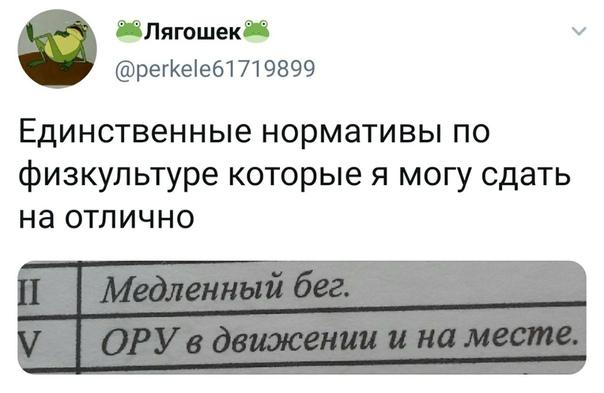 🐸Лягошек🐸
@perkele61719899
Единственные нормативы по
физкультуре которые я могу сдать
на отлично
II Медленный бег.
V ОРУ в движении и на месте.